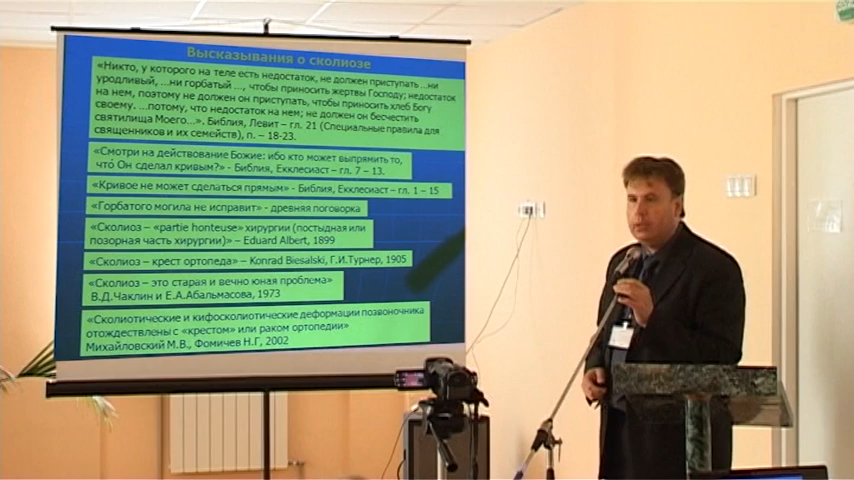 Высказывания о сколиозе
«Никто, у которого на теле есть недостаток, не должен приступать ...ни
уродливый, ...ни горбатый ..., чтобы приносить жертвы Господу; недостаток
на нем, поэтому не должен он приступать, чтобы приносить хлеб Богу
своему. ...потому, что недостаток на нем; не должен он бесчестить
святилища Моего...». Библия, Левит – гл. 21 (Специальные правила для
священников и их семейств), п. – 18-23.
«Смотри на действование Божие: ибо кто может выпрямить то,
что́ Он сделал кривым?» - Библия, Екклесиаст – гл. 7 – 13.
«Кривое не может сделаться прямым» - Библия, Екклесиаст – гл. 1 – 15
«Горбатого могила не исправит» - древняя поговорка
«Сколиоз – «partie honteuse» хирургии (постыдная или
позорная часть хирургии)» – Eduard Albert, 1899
«Сколиоз – крест ортопеда» – Konrad Biesalski, Г.И.Турнер, 1905
«Сколиоз – это старая и вечно юная проблема»
В.Д.Чаклин и Е.А.Абальмасова, 1973
«Сколиотические и кифосколиотические деформации позвоночника
отождествлены с «крестом» или раком ортопедии»
Михайловский М.В., Фомичев Н.Г, 2002